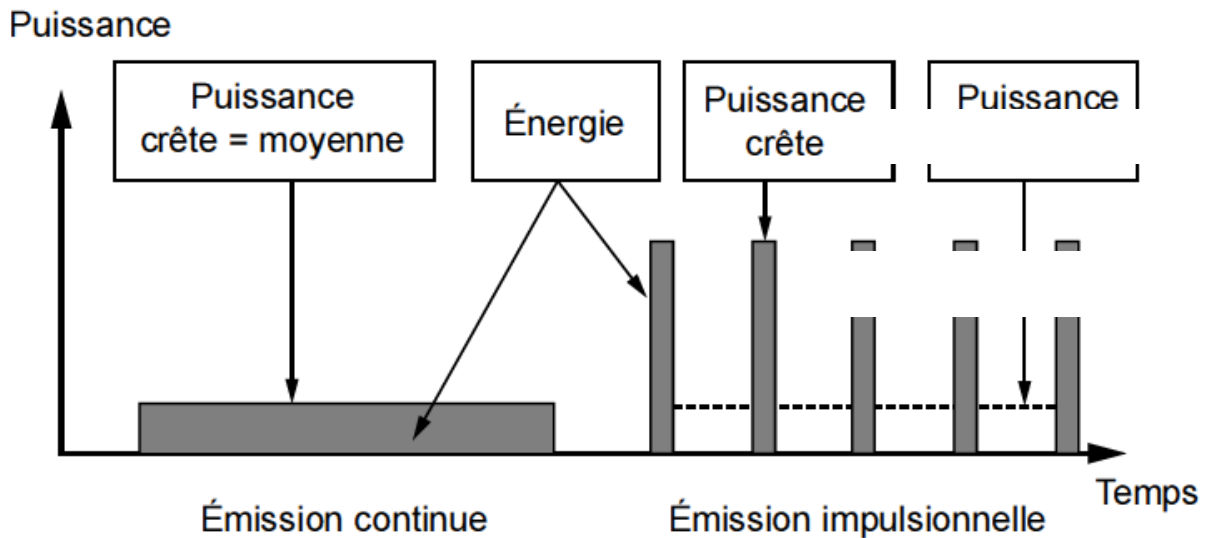 Puissance
Puissance
crête = moyenne
Énergie
Puissance
crête
Puissance
Temps
Émission continue
Émission impulsionnelle